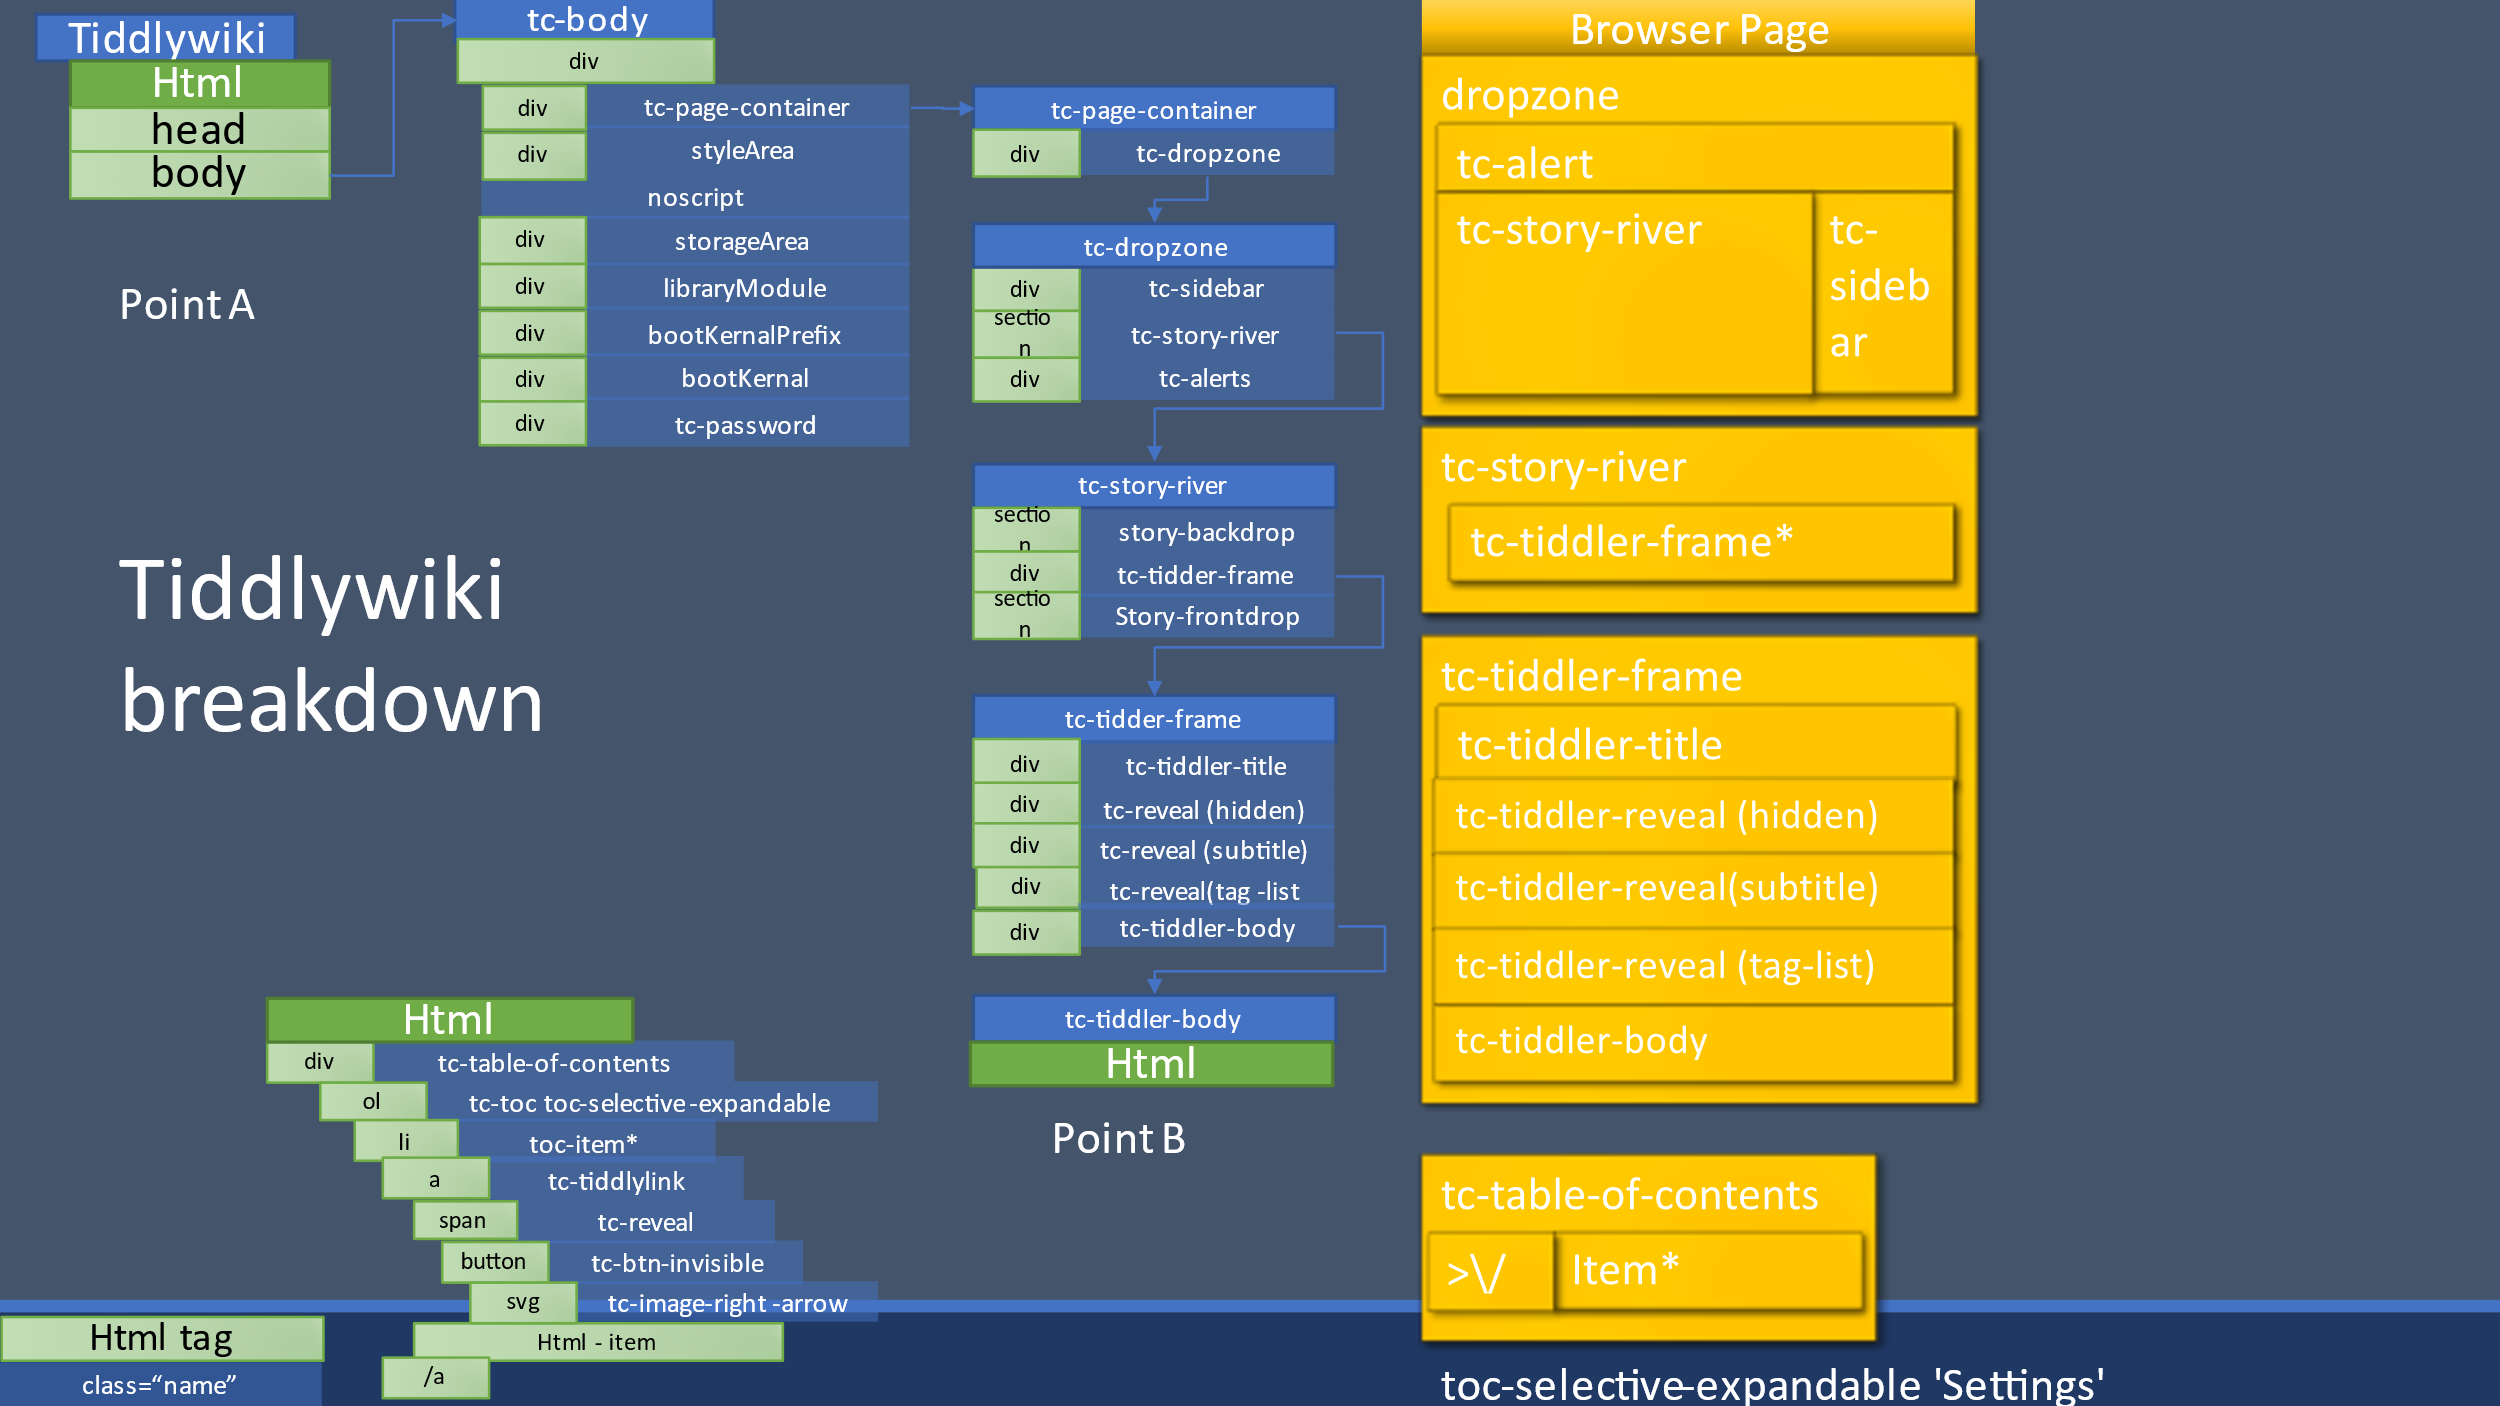 Tiddlywiki
Html
head
body
Point A
Tiddlywiki
breakdown
tc-body
div
div tc-page-container
div styleArea
noscript
div storageArea
div libraryModule
div bootKernalPrefix
div bootKernal
div tc-password
tc-page-container
div tc-dropzone
tc-dropzone
div tc-sidebar
sectio
n tc-story-river
div tc-alerts
tc-story-river
sectio
n story-backdrop
div tc-tidder-frame
sectio
n Story-frontdrop
tc-tidder-frame
div tc-tiddler-title
div tc-reveal (hidden)
div tc-reveal (subtitle)
div tc-reveal(tag -list
div tc-tiddler-body
tc-tiddler-body
Html
Point B
Html
div tc-table-of-contents
ol tc-toc toc-selective -expandable
li toc-item*
a tc-tiddlylink
span tc-reveal
button tc-btn-invisible
svg tc-image-right -arrow
Html - item
/a
Html tag
class=“name”
Browser Page
dropzone
tc-alert
tc-story-river
tc-
sideb
ar
tc-story-river
tc-tiddler-frame*
tc-tiddler-frame
tc-tiddler-title
tc-tiddler-reveal (hidden)
tc-tiddler-reveal(subtitle)
tc-tiddler-reveal (tag-list)
tc-tiddler-body
tc-table-of-contents
>\/ Item*
toc-selective-expandable 'Settings'